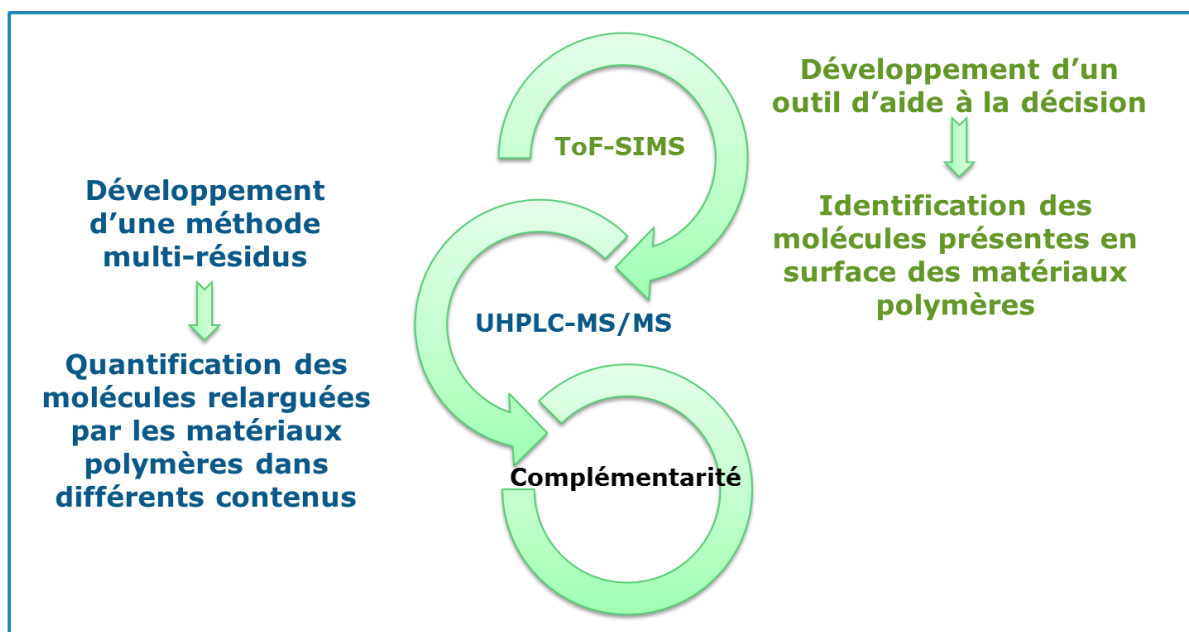 Développement d'un
outil d'aide à la décision
ToF-SIMS
Identification des
molécules présentes en
surface des matériaux
polymères
Développement
d'une méthode
multi-résidus
UHPLC-MS/MS
Quantification des
molécules relarguées
par les matériaux
polymères dans
différents contenus
Complémentarité